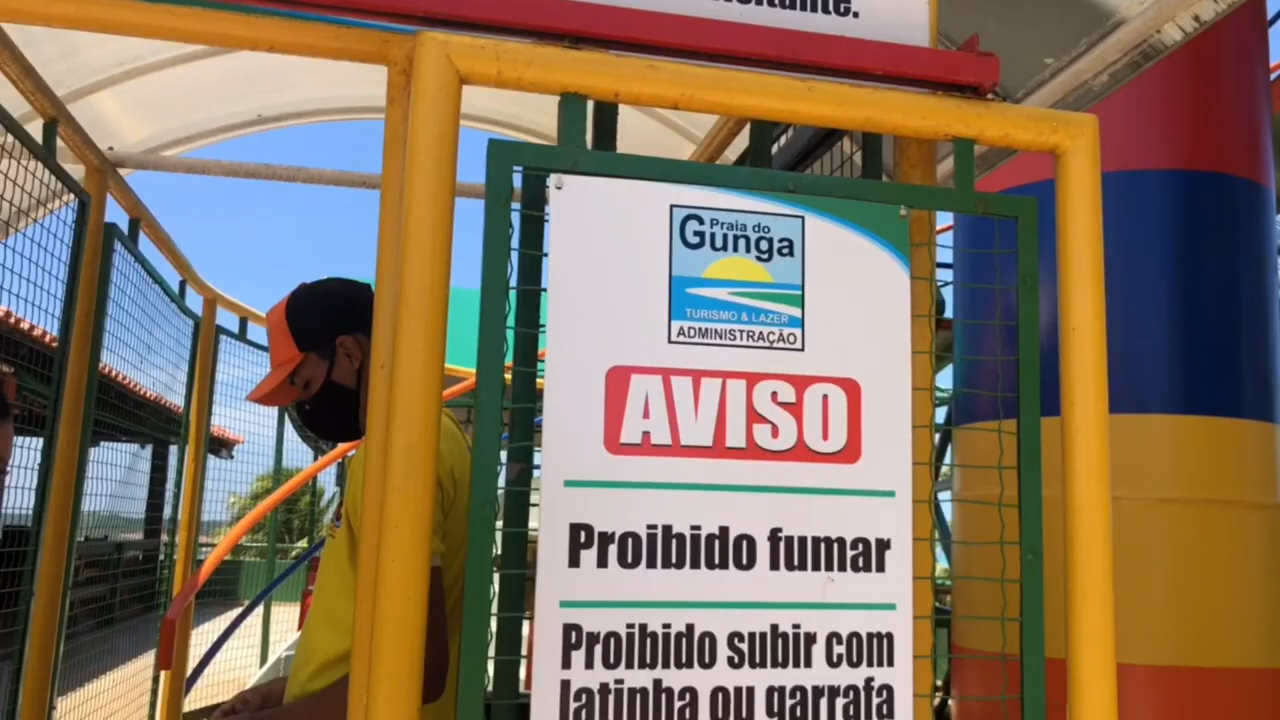 Praia do
Gunga
TURISMO & LAZER
ADMINISTRAÇÃO
AVISO
Proibido fumar
Proibido subir com
latinha ou garrafa